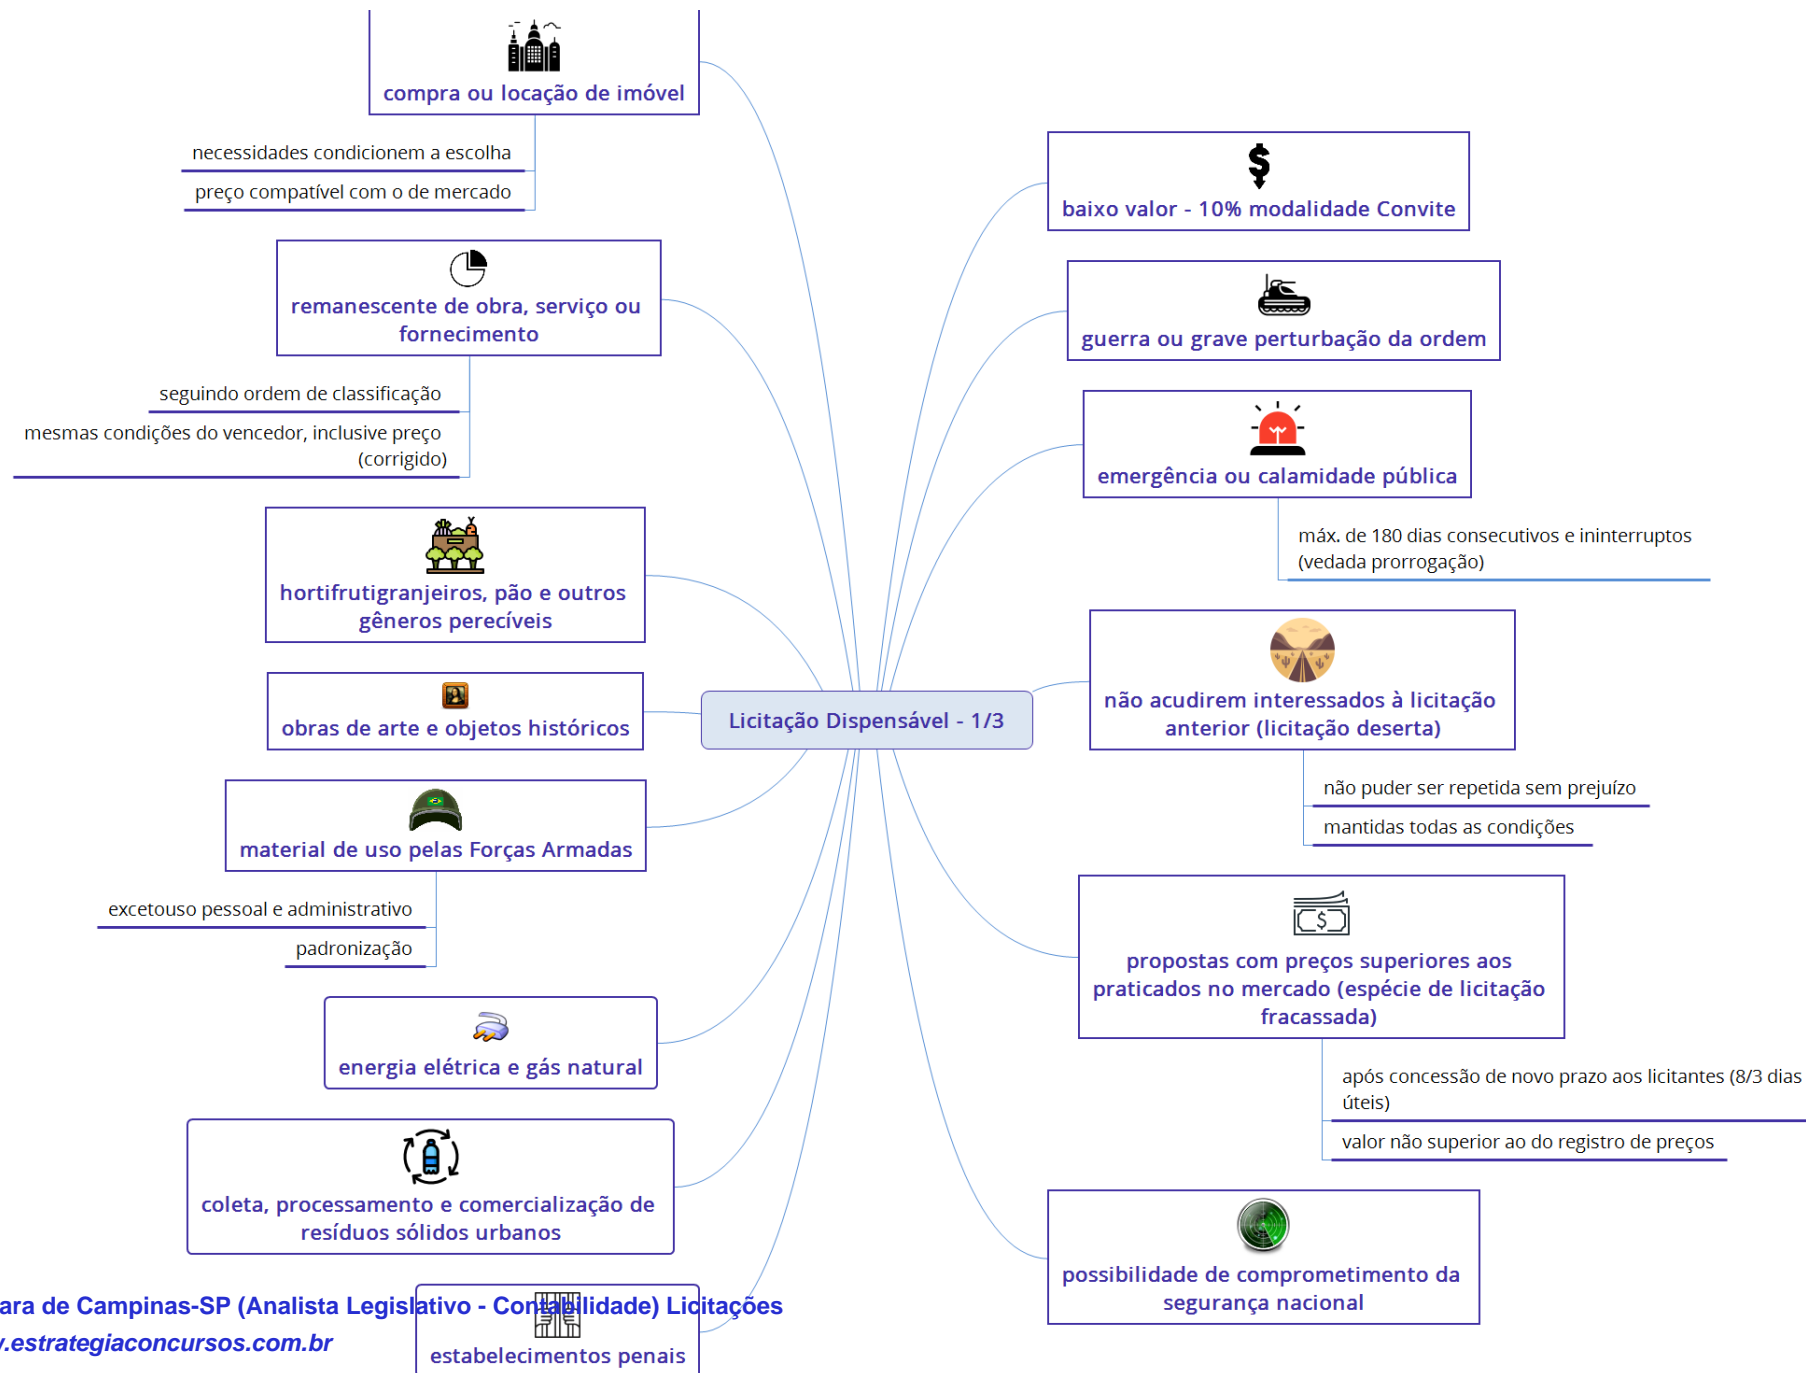 compra ou locação de imóvel
necessidades condicionem a escolha
preço compatível com o de mercado
remanescente de obra, serviço ou
fornecimento
seguindo ordem de classificação
mesmas condições do vencedor, inclusive preço
(corrigido)
hortifrutigranjeiros, pão e outros
gêneros perecíveis
obras de arte e objetos históricos
material de uso pelas Forças Armadas
excetouso pessoal e administrativo
padronização
energia elétrica e gás natural
coleta, processamento e comercialização de
resíduos sólidos urbanos
estabelecimentos penais
Licitação Dispensável - 1/3
baixo valor - 10% modalidade Convite
guerra ou grave perturbação da ordem
emergência ou calamidade pública
máx. de 180 dias consecutivos e ininterruptos
(vedada prorrogação)
não acudirem interessados à licitação
anterior (licitação deserta)
não puder ser repetida sem prejuízo
mantidas todas as condições
propostas com preços superiores aos
praticados no mercado (espécie de licitação
fracassada)
após concessão de novo prazo aos licitantes (8/3 dias
úteis)
valor não superior ao do registro de preços
possibilidade de comprometimento da
segurança nacional
ara de Campinas-SP (Analista Legislativo - Contabilidade) Licitações
.estrategiaconcursos.com.br